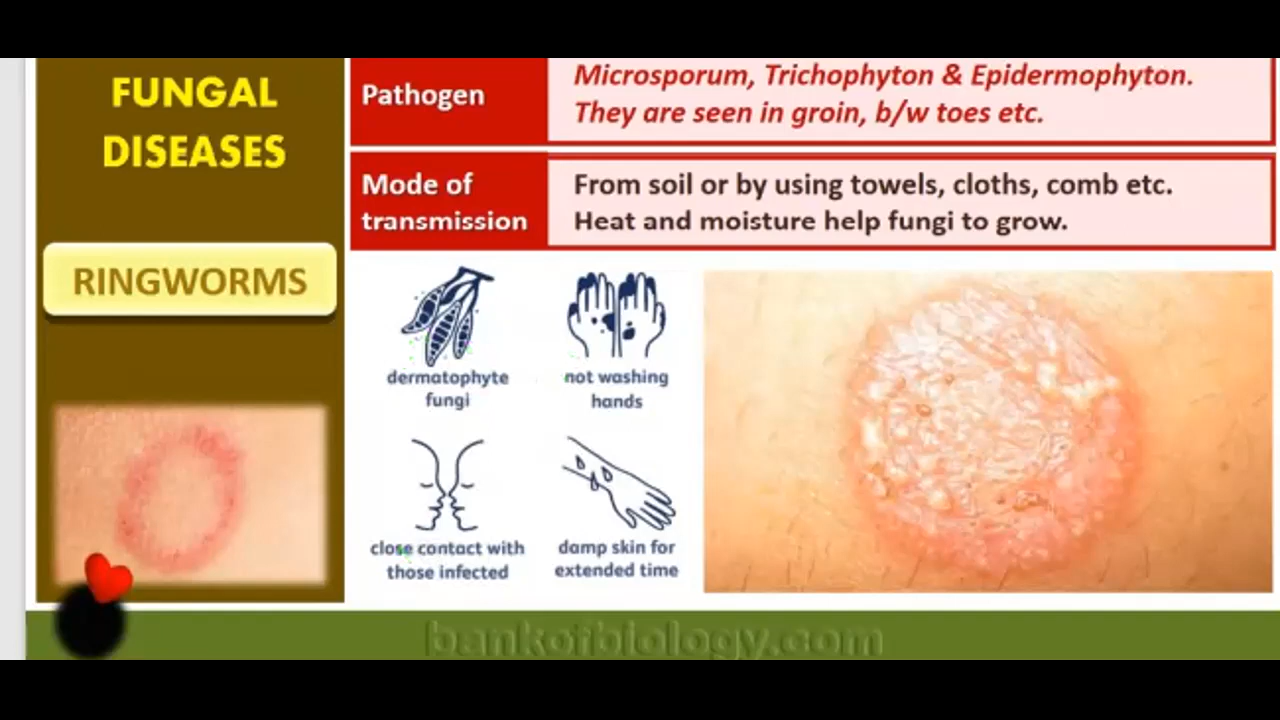 FUNGAL
DISEASES
RINGWORMS
Pathogen
Microsporum, Trichophyton & Epidermophyton.
They are seen in groin, b/w toes etc.
Mode of
transmission
From soil or by using towels, cloths, comb etc.
Heat and moisture help fungi to grow.
dermatophyte
fungi
not washing
hands
close contact with
those infected
damp skin for
extended time
bankofbiology.com